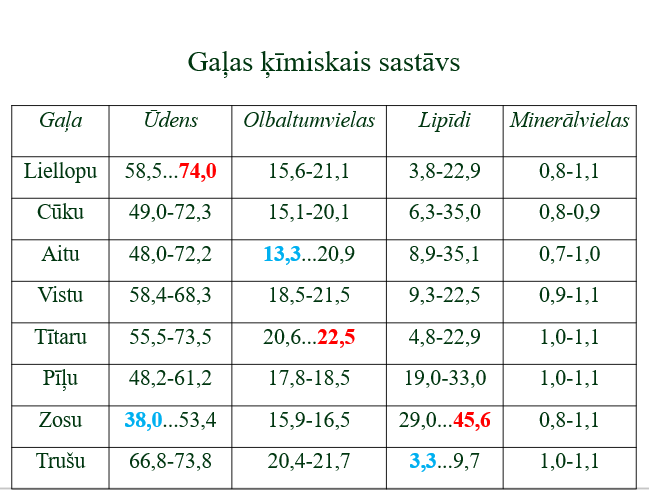 Gaļas ķīmiskais sastāvs
Gaļa Ūdens Olbaltumvielas Lipīdi Minerālvielas
Liellopu 58,5...74,0 15,6-21,1 3,8-22,9 0,8-1,1
Cūku 49,0-72,3 15,1-20,1 6,3-35,0 0,8-0,9
Aitu 48,0-72,2 13,3...20,9 8,9-35,1 0,7-1,0
Vistu 58,4-68,3 18,5-21,5 9,3-22,5 0,9-1,1
Tītaru 55,5-73,5 20,6...22,5 4,8-22,9 1,0-1,1
Pīļu 48,2-61,2 17,8-18,5 19,0-33,0 1,0-1,1
Zosu 38,0...53,4 15,9-16,5 29,0...45,6 0,8-1,1
Trušu 66,8-73,8 20,4-21,7 3,3...9,7 1,0-1,1